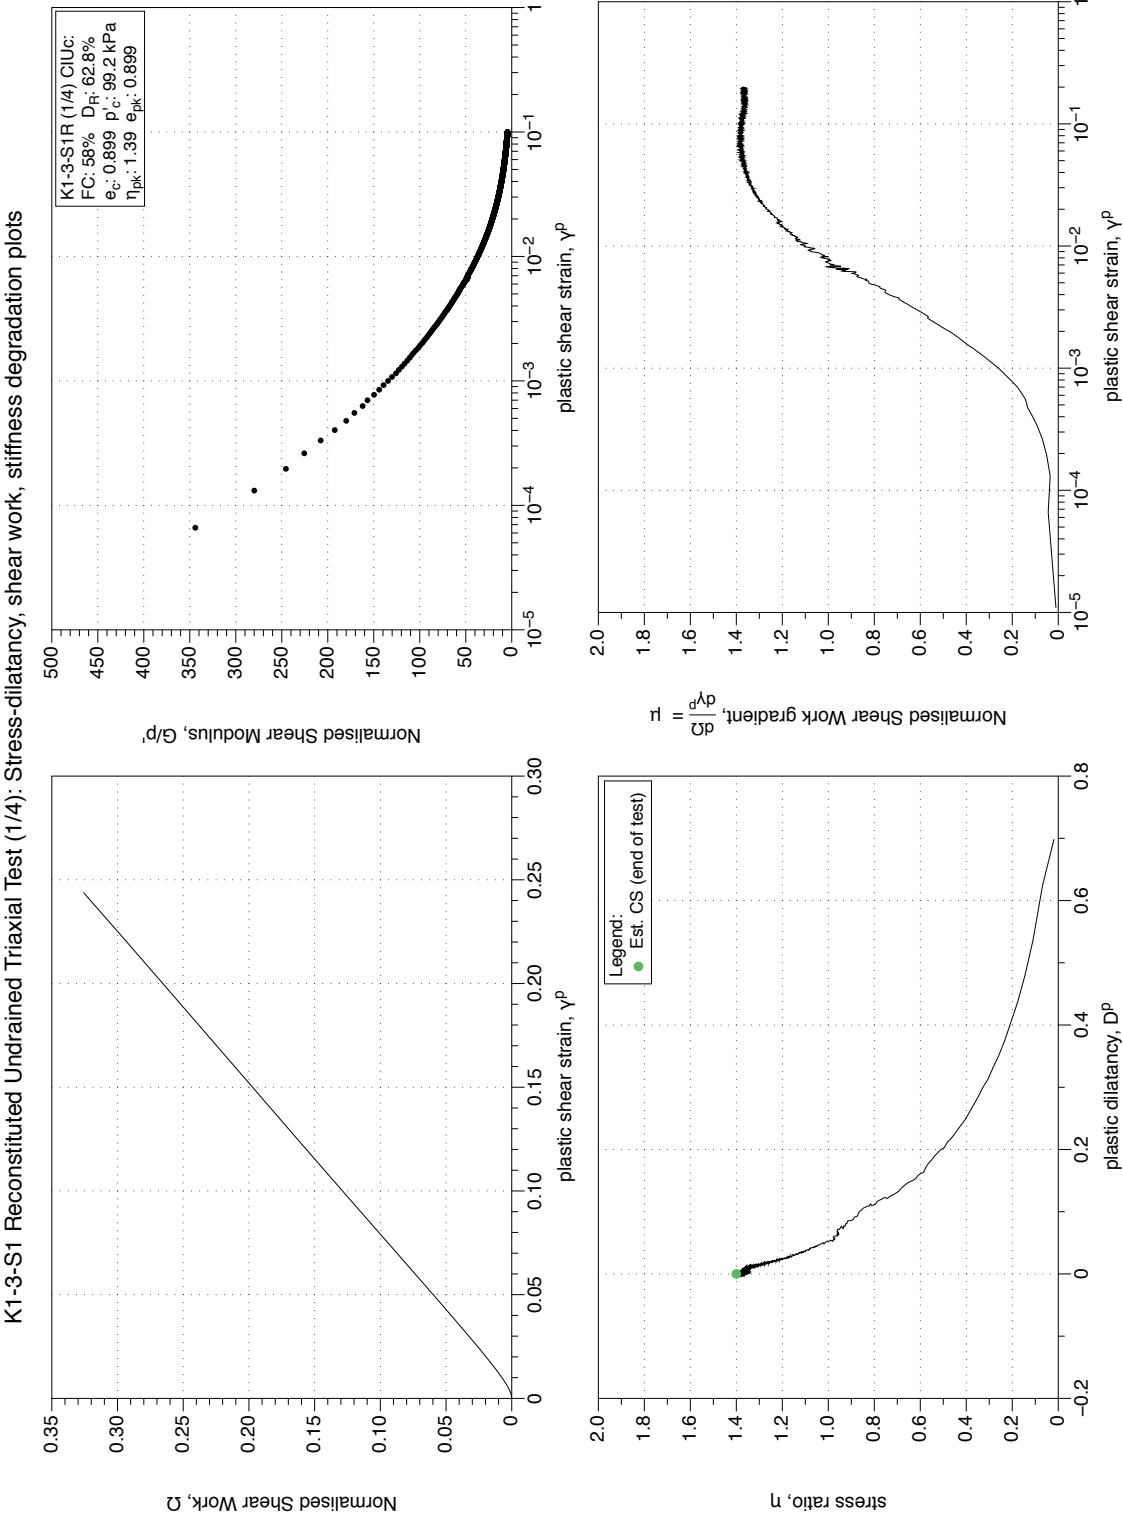 K1-3-S1 Reconstituted Undrained Triaxial Test (1/4): Stress-dilatancy, shear work, stiffness degradation plots
Normalised Shear Work, Ω
0.35
0.30
0.25
0.20
0.15
0.10
0.05
0
0 0.05 0.10 0.15 0.20 0.25 0.30
plastic shear strain, γᵖ
Normalised Shear Modulus, G/p'
500
450
400
350
300
250
200
150
100
50
0
10⁻⁵ 10⁻⁴ 10⁻³ 10⁻² 10⁻¹ 1
plastic shear strain, γᵖ
K1-3-S1R (1/4) CIUc:
FC: 58% D_R: 62.8%
e_c: 0.899 p'_c: 99.2 kPa
η_pk: 1.39 e_pk: 0.899
stress ratio, η
2.0
1.8
1.6
1.4
1.2
1.0
0.8
0.6
0.4
0.2
0
−0.2 0 0.2 0.4 0.6 0.8
plastic dilatancy, Dᵖ
Legend:
Est. CS (end of test)
Normalised Shear Work gradient, dΩ/dγᵖ = μ
2.0
1.8
1.6
1.4
1.2
1.0
0.8
0.6
0.4
0.2
0
10⁻⁵ 10⁻⁴ 10⁻³ 10⁻² 10⁻¹ 1
plastic shear strain, γᵖ